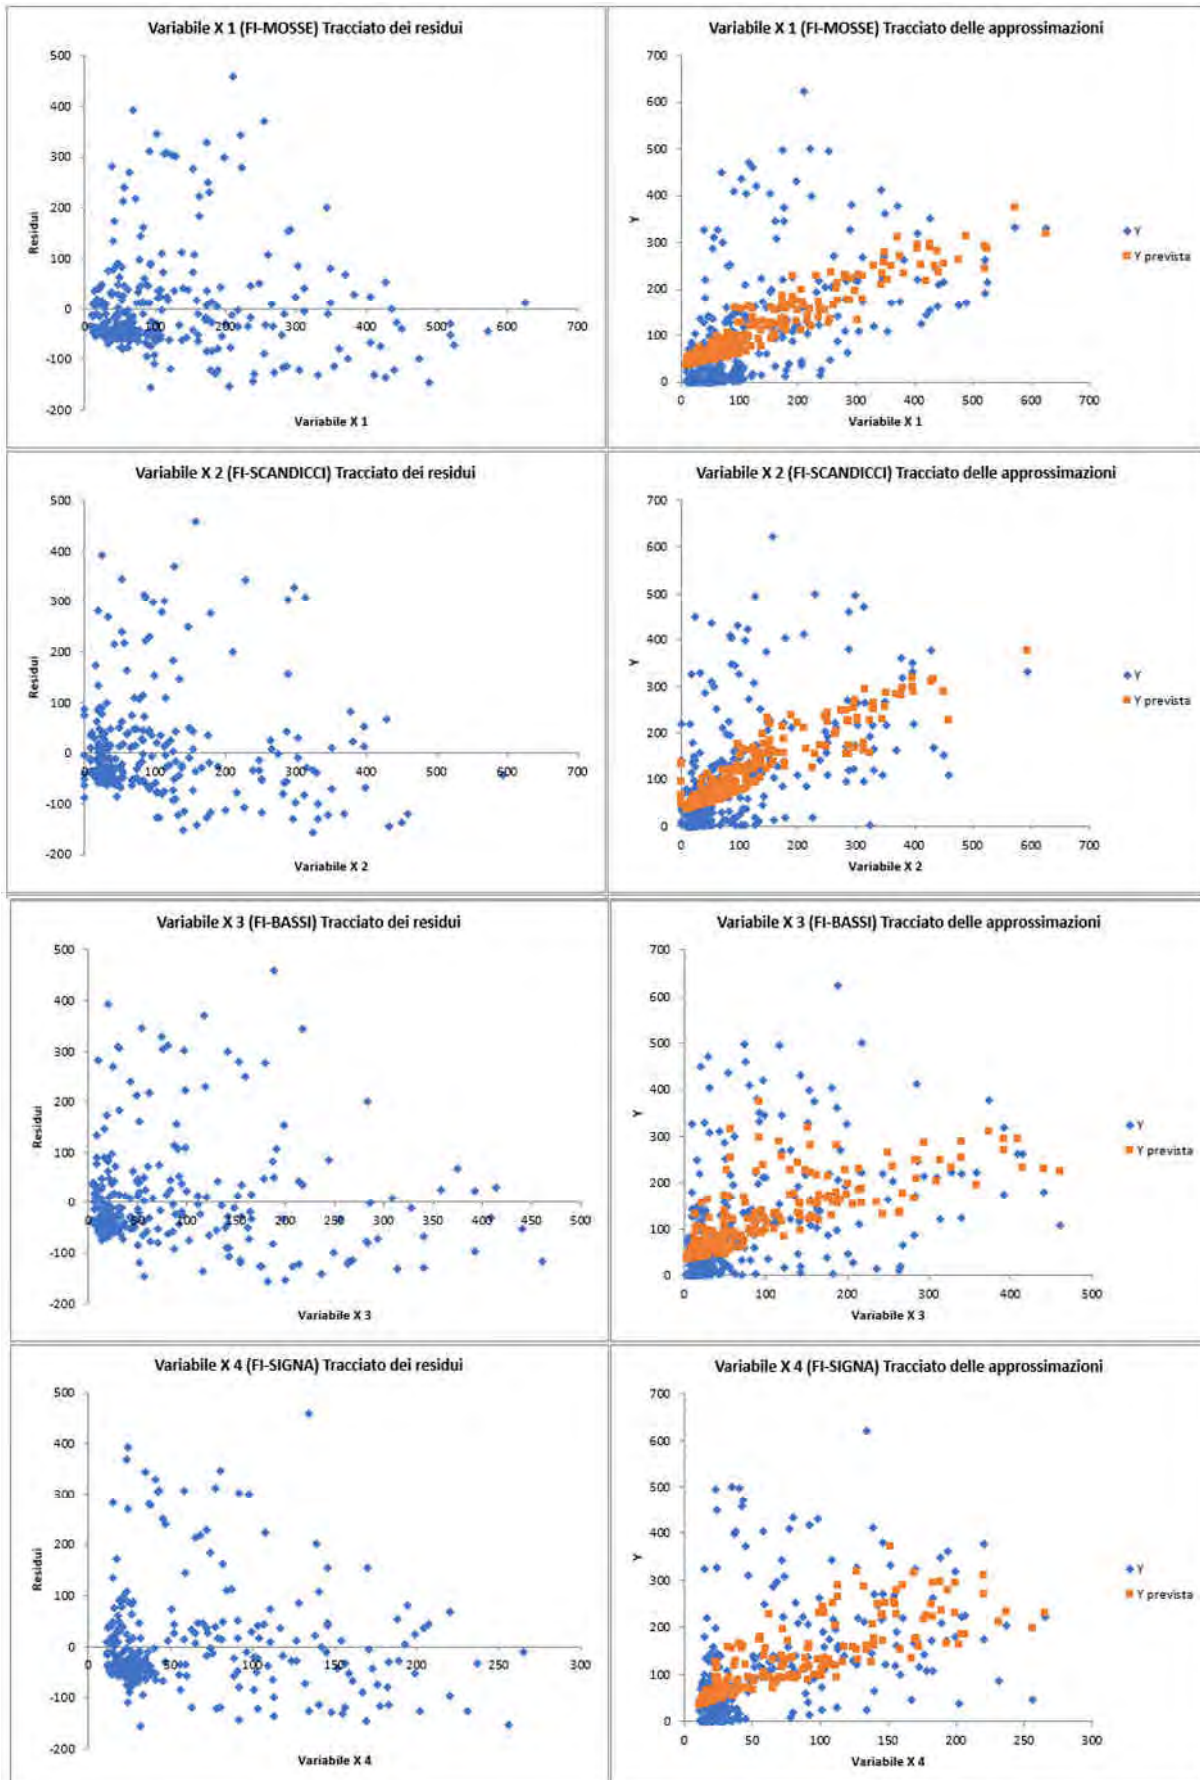 Variabile X 1 (FI-MOSSE) Tracciato dei residui
500
400
300
200
100
0
-100
-200
Residui
0 100 200 300 400 500 600 700
Variabile X 1
Variabile X 1 (FI-MOSSE) Tracciato delle approssimazioni
700
600
500
400
300
200
100
0
Y
0 100 200 300 400 500 600 700
Variabile X 1
Y
Y prevista
Variabile X 2 (FI-SCANDICCI) Tracciato dei residui
500
400
300
200
100
0
-100
-200
Residui
0 100 200 300 400 500 600 700
Variabile X 2
Variabile X 2 (FI-SCANDICCI) Tracciato delle approssimazioni
700
600
500
400
300
200
100
0
Y
0 100 200 300 400 500 600 700
Variabile X 2
Y
Y prevista
Variabile X 3 (FI-BASSI) Tracciato dei residui
500
400
300
200
100
0
-100
-200
Residui
0 50 100 150 200 250 300 350 400 450 500
Variabile X 3
Variabile X 3 (FI-BASSI) Tracciato delle approssimazioni
700
600
500
400
300
200
100
0
Y
0 100 200 300 400 500
Variabile X 3
Y
Y prevista
Variabile X 4 (FI-SIGNA) Tracciato dei residui
500
400
300
200
100
0
-100
-200
Residui
0 50 100 150 200 250 300
Variabile X 4
Variabile X 4 (FI-SIGNA) Tracciato delle approssimazioni
700
600
500
400
300
200
100
0
Y
0 50 100 150 200 250 300
Variabile X 4
Y
Y prevista